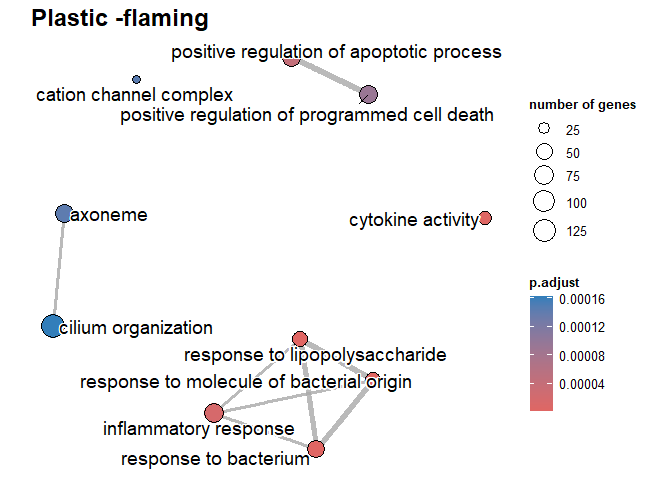 Plastic -flaming
positive regulation of apoptotic process
cation channel complex
positive regulation of programmed cell death
axoneme
cytokine activity
cilium organization
response to lipopolysaccharide
response to molecule of bacterial origin
inflammatory response
response to bacterium
number of genes
25
50
75
100
125
p.adjust
0.00016
0.00012
0.00008
0.00004